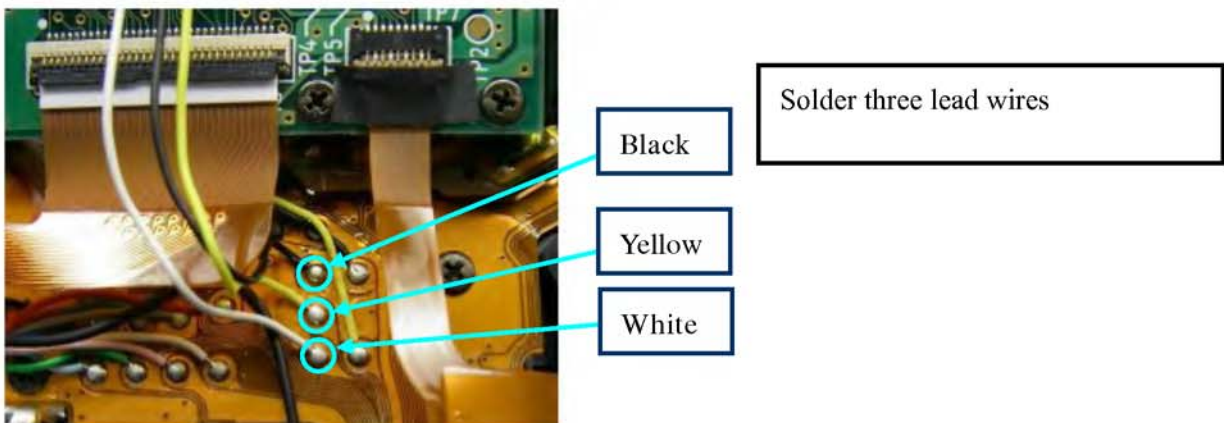 TP4
TP5
TP2
Black
Yellow
White
Solder three lead wires